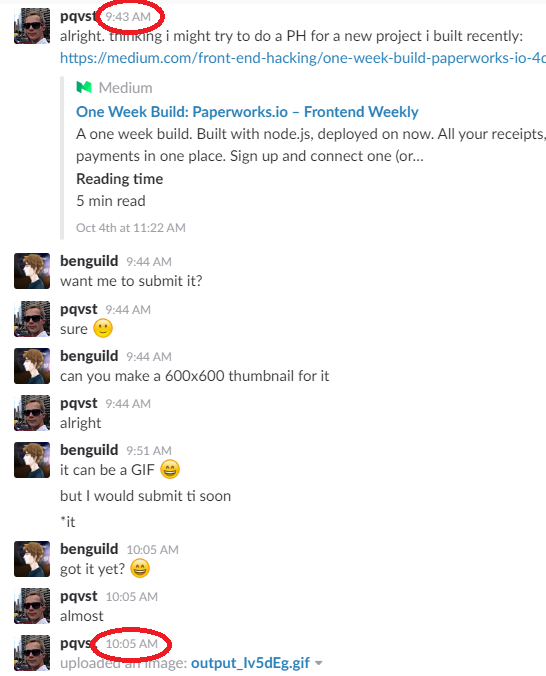 pqvst 9:43 AM
alright. thinking i might try to do a PH for a new project i built recently:
https://medium.com/front-end-hacking/one-week-build-paperworks-io-4d
Medium
One Week Build: Paperworks.io – Frontend Weekly
A one week build. Built with node.js, deployed on now. All your receipts,
payments in one place. Sign up and connect one (or...
Reading time
5 min read
Oct 4th at 11:22 AM
benguild 9:44 AM
want me to submit it?
pqvst 9:44 AM
sure 🙂
benguild 9:44 AM
can you make a 600x600 thumbnail for it
pqvst 9:44 AM
alright
benguild 9:51 AM
it can be a GIF 😄
but I would submit ti soon
*it
benguild 10:05 AM
got it yet? 😄
pqvst 10:05 AM
almost
pqvst 10:05 AM
uploaded an image: output_Iv5dEg.gif